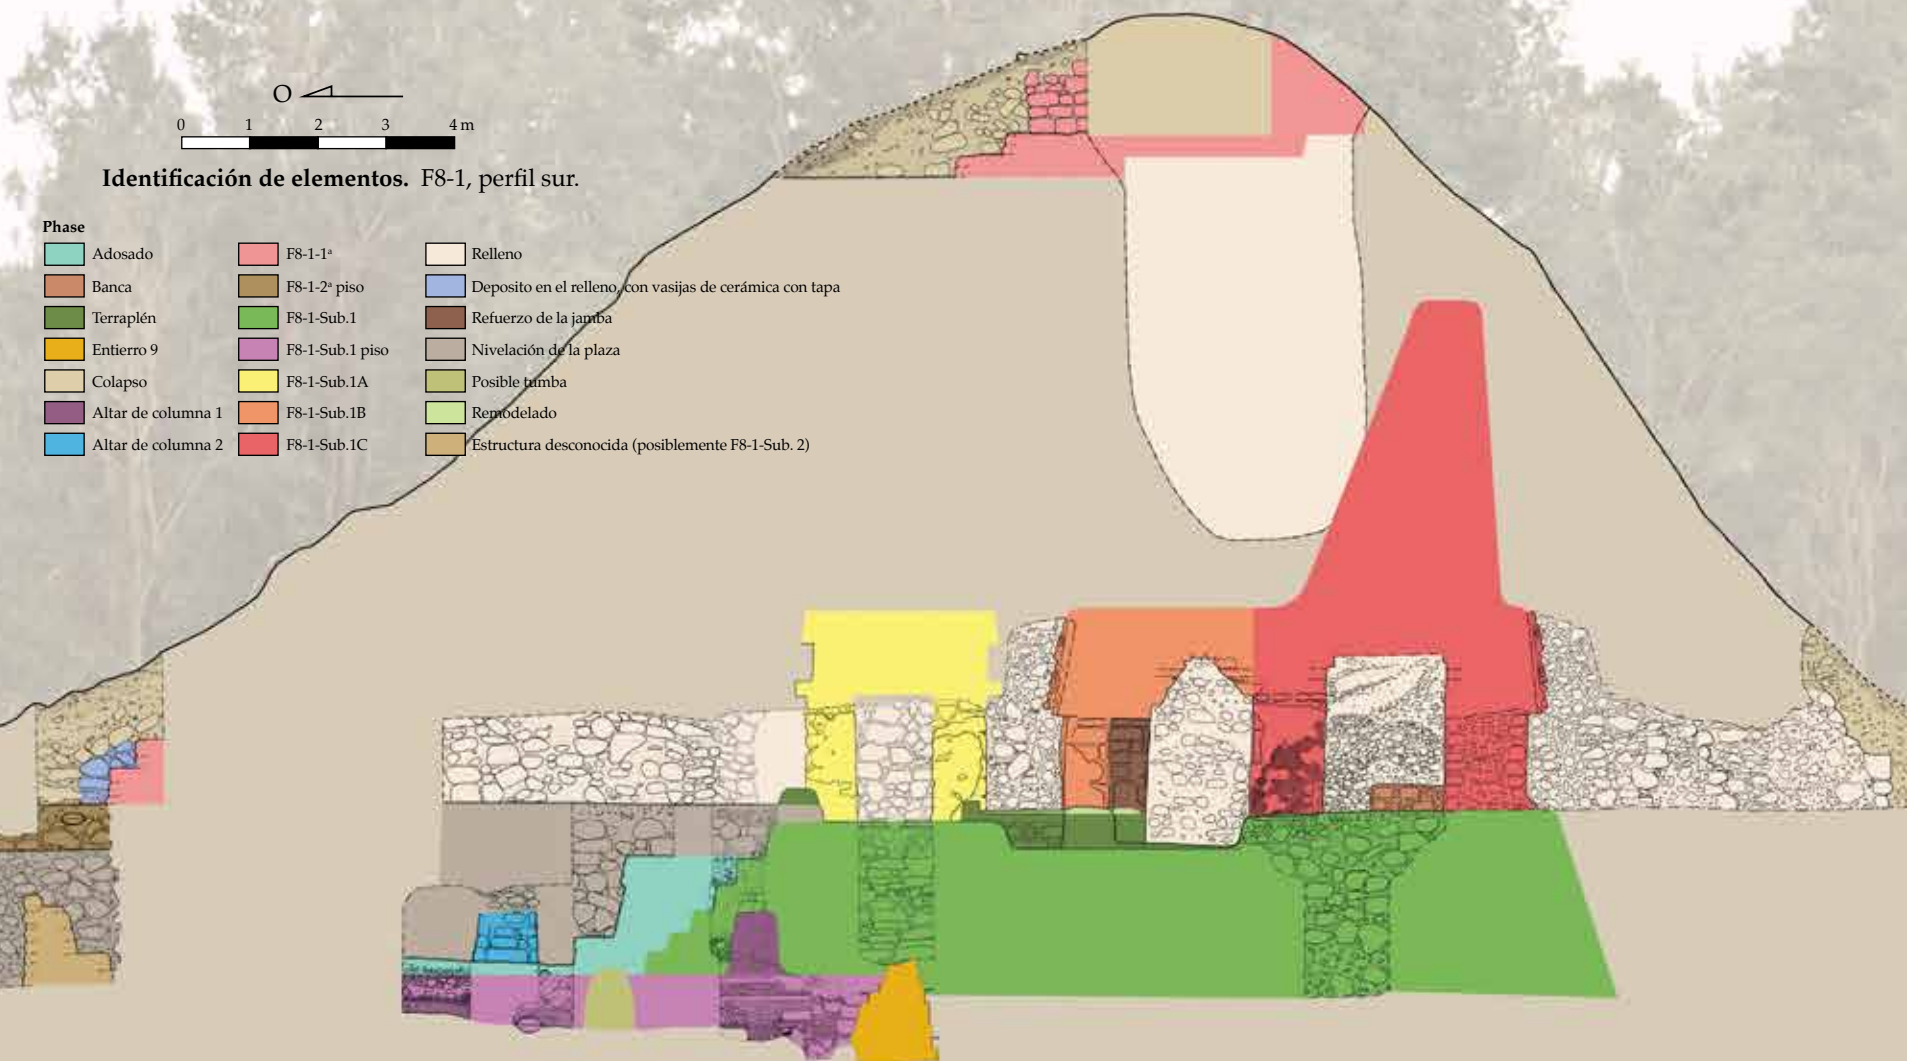 O
0 1 2 3 4 m
Identificación de elementos. F8-1, perfil sur.
Phase
Adosado
Banca
Terraplén
Entierro 9
Colapso
Altar de columna 1
Altar de columna 2
F8-1-1ª
F8-1-2ª piso
F8-1-Sub.1
F8-1-Sub.1 piso
F8-1-Sub.1A
F8-1-Sub.1B
F8-1-Sub.1C
Relleno
Deposito en el relleno, con vasijas de cerámica con tapa
Refuerzo de la jamba
Nivelación de la plaza
Posible tumba
Remodelado
Estructura desconocida (posiblemente F8-1-Sub. 2)